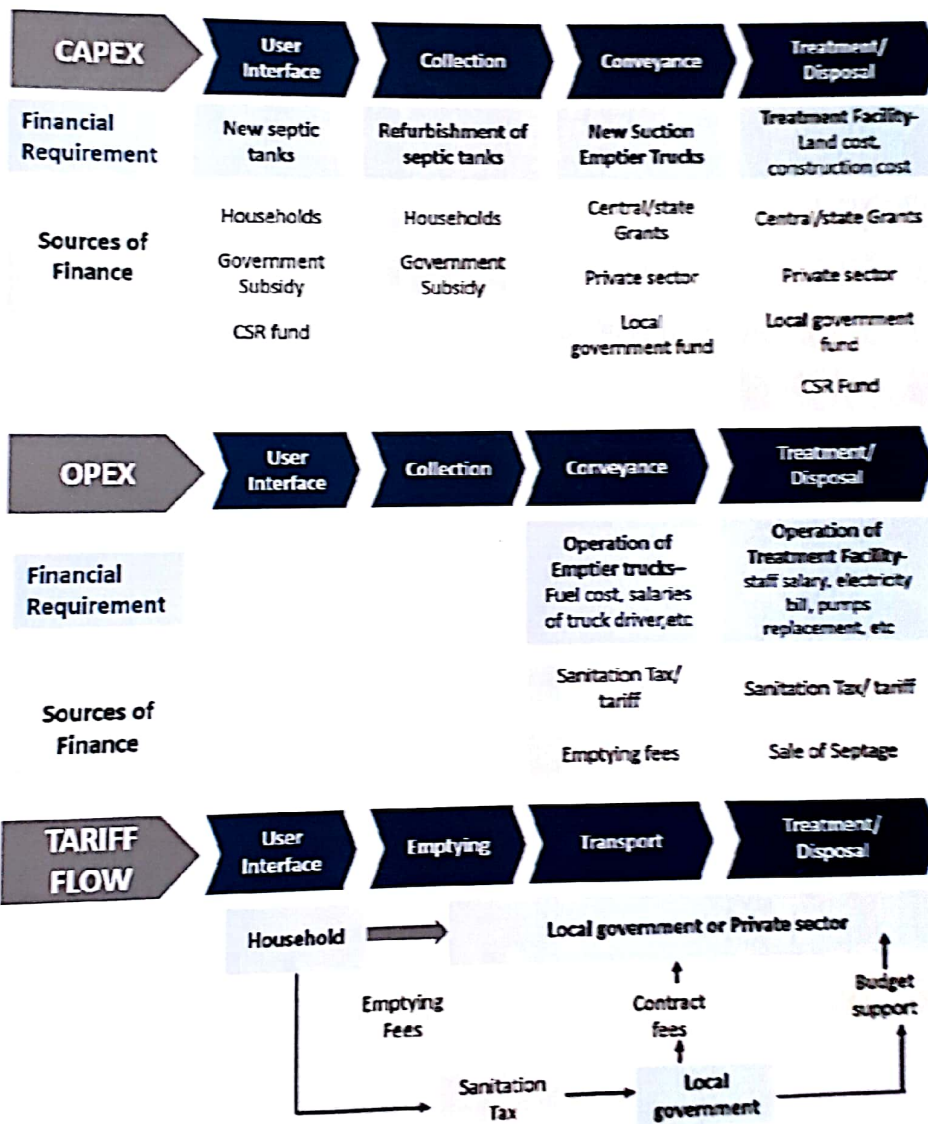 CAPEX
User
Interface
Collection
Conveyance
Treatment/
Disposal
Financial
Requirement
New septic
tanks
Refurbishment of
septic tanks
New Suction
Emptier Trucks
Treatment Facility-
Land cost,
construction cost
Sources of
Finance
Households
Government
Subsidy
CSR fund
Households
Government
Subsidy
Central/state
Grants
Private sector
Local
government fund
Central/state Grants
Private sector
Local government
fund
CSR Fund
OPEX
User
Interface
Collection
Conveyance
Treatment/
Disposal
Financial
Requirement
Operation of
Emptier trucks–
Fuel cost, salaries
of truck driver,etc
Operation of
Treatment Facility-
staff salary, electricity
bill, pumps
replacement, etc
Sources of
Finance
Sanitation Tax/
tariff
Emptying fees
Sanitation Tax/ tariff
Sale of Septage
TARIFF
FLOW
User
Interface
Emptying
Transport
Treatment/
Disposal
Household
Local government or Private sector
Emptying
Fees
Contract
fees
Budget
support
Sanitation
Tax
Local
government